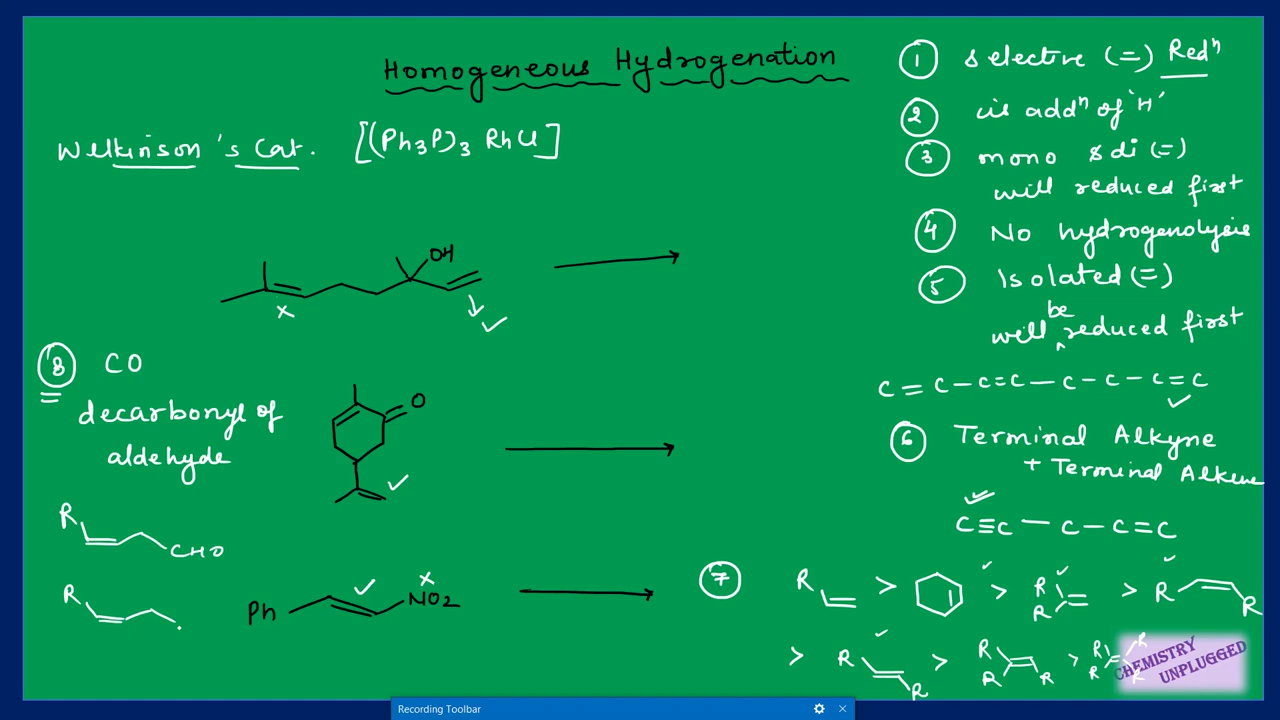 Homogeneous Hydrogenation
Wilkinson's Cat. [(Ph3P)3 RhCl]
OH
x
⑧ CO
decarbonyl of
aldehyde
O
R
CHO
R
Ph
NO2
x
① selective (=) Redⁿ
② cis addⁿ of 'H'
③ mono & di (=)
will reduced first
④ No hydrogenolysis
⑤ Isolated (=)
will be reduced first
C=C-C=C-C-C-C=C
⑥ Terminal Alkyne
+ Terminal Alkene
C≡C-C-C=C
⑦ R > > R R > R R
> R R > R R R > R R R R
CHEMISTRY
UNPLUGGED
Recording Toolbar